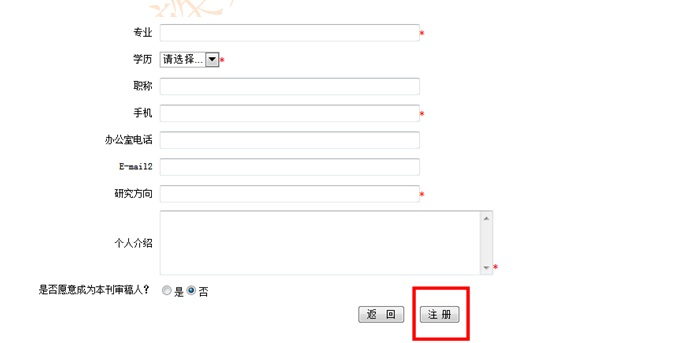 专业 *
学历 请选择... *
职称
手机 *
办公室电话
E-mail2
研究方向 *
个人介绍 *
是否愿意成为本刊审稿人? 是 否
返 回 注 册